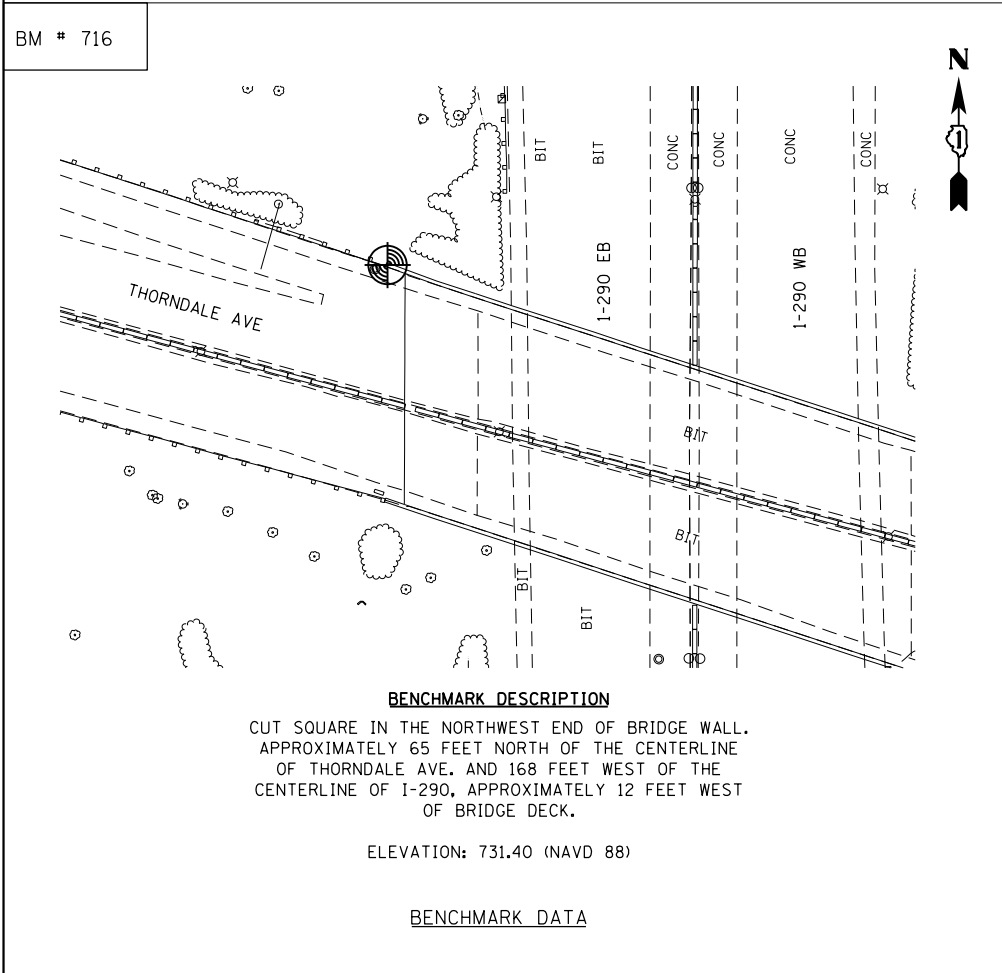 BM # 716
N
1
BIT
BIT
CONC
CONC
CONC
CONC
THORNDALE AVE
1-290 EB
1-290 WB
BIT
BIT
BIT
BIT
BENCHMARK DESCRIPTION
CUT SQUARE IN THE NORTHWEST END OF BRIDGE WALL.
APPROXIMATELY 65 FEET NORTH OF THE CENTERLINE
OF THORNDALE AVE. AND 168 FEET WEST OF THE
CENTERLINE OF I-290, APPROXIMATELY 12 FEET WEST
OF BRIDGE DECK.
ELEVATION: 731.40 (NAVD 88)
BENCHMARK DATA